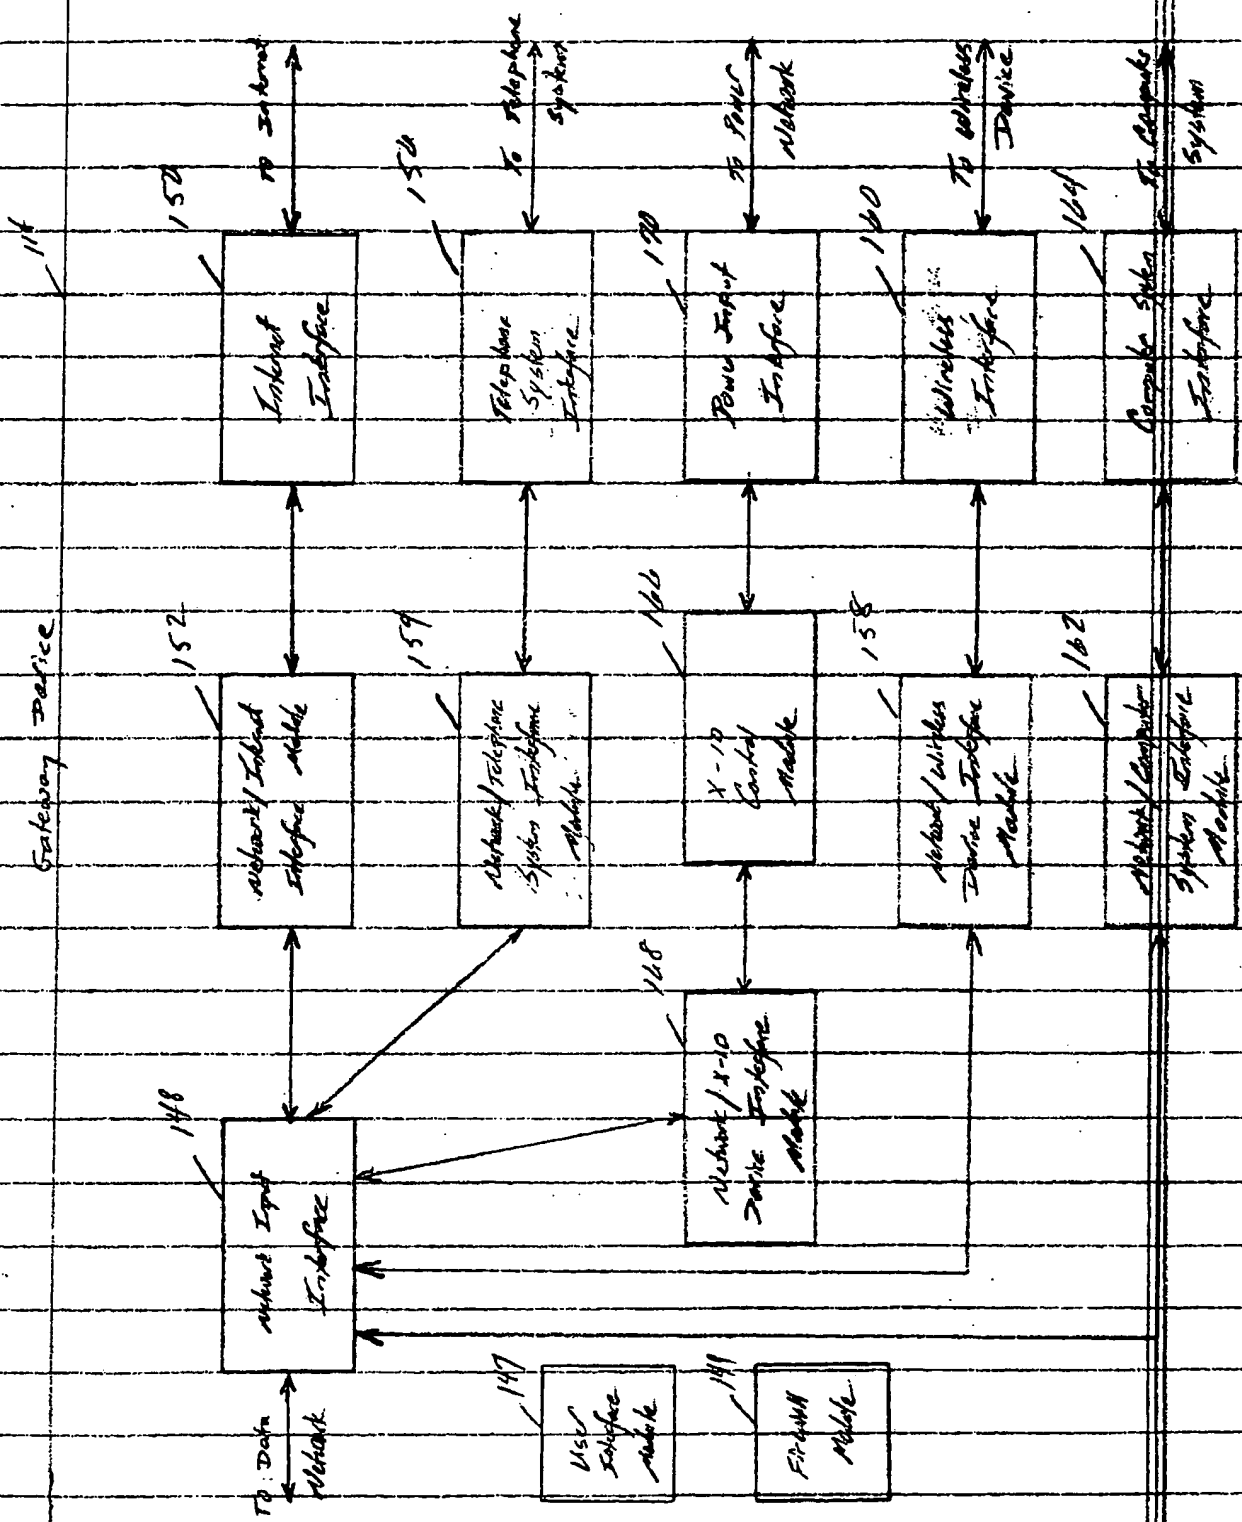 Gateway Device
To Data
Network
148
Network Input
Interface
152
Network/Internet
Interface Module
Internet
Interface
To Internet
159
Network/Telephone
System Interface
Module
Telephone
System
Interface
To Telephone
System
147
User
Interface
Module
Firewall
Module
168
Network/X-10
Device Interface
Module
166
X-10
Control
Module
170
Power Input
Interface
To Power
Network
158
Network/Wireless
Device Interface
Module
160
Wireless
Interface
To Wireless
Device
162
Network/Computer
System Interface
Module
164
Computer System
Interface
To Computer
System